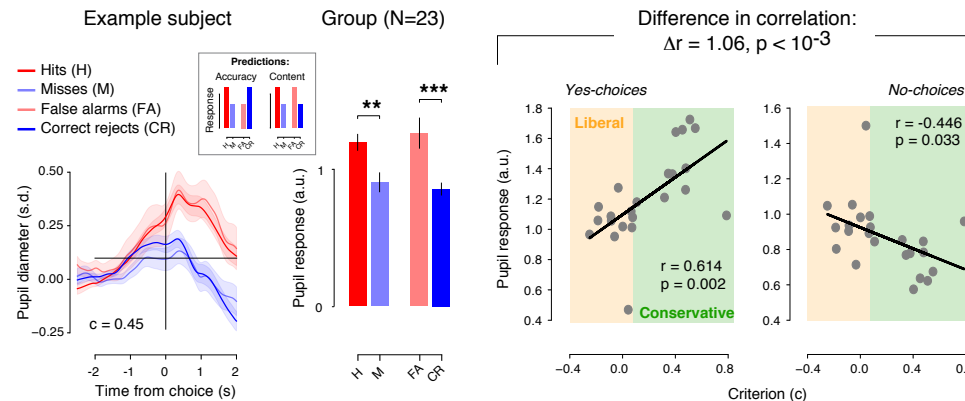 Example subject
Group (N=23)
Difference in correlation:
Δr = 1.06, p < 10-3
Hits (H)
Misses (M)
False alarms (FA)
Correct rejects (CR)
Predictions:
Accuracy
Content
Response
H
M
FA
CR
H
M
FA
CR
**
***
Pupil diameter (s.d.)
0.50
0.25
0.00
−0.25
c = 0.45
-2
-1
0
1
2
Time from choice (s)
Pupil response (a.u.)
1
0
H
M
FA
CR
Yes-choices
Pupil response (a.u.)
1.8
1.6
1.4
1.2
1.0
0.8
0.6
0.4
Liberal
r = 0.614
p = 0.002
Conservative
−0.4
0.0
0.4
0.8
No-choices
1.6
1.4
1.2
1.0
0.8
0.6
0.4
r = -0.446
p = 0.033
−0.4
0.0
0.4
Criterion (c)